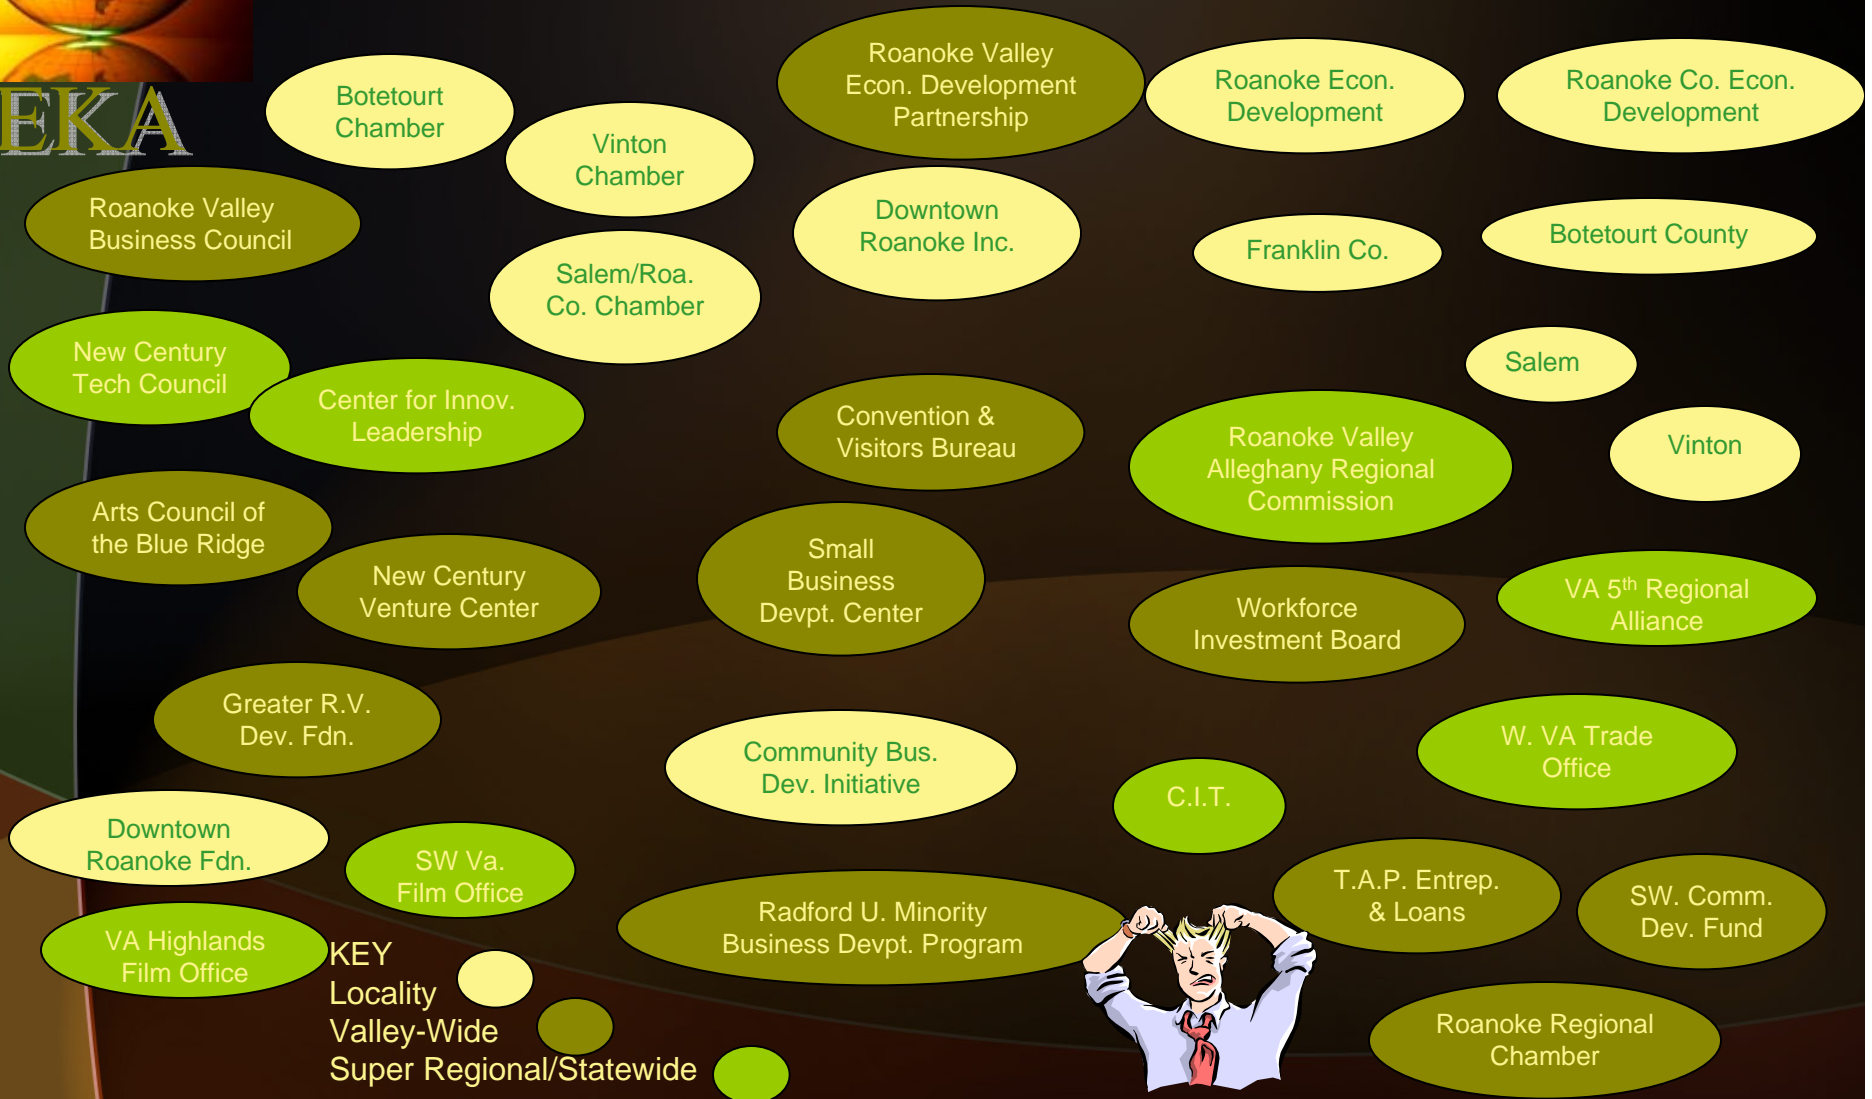 EKA
Botetourt
Chamber
Vinton
Chamber
Roanoke Valley
Econ. Development
Partnership
Roanoke Econ.
Development
Roanoke Co. Econ.
Development
Roanoke Valley
Business Council
Salem/Roa.
Co. Chamber
Downtown
Roanoke Inc.
Franklin Co.
Botetourt County
New Century
Tech Council
Center for Innov.
Leadership
Convention &
Visitors Bureau
Roanoke Valley
Alleghany Regional
Commission
Salem
Vinton
Arts Council of
the Blue Ridge
New Century
Venture Center
Small
Business
Devpt. Center
Workforce
Investment Board
VA 5th Regional
Alliance
Greater R.V.
Dev. Fdn.
Community Bus.
Dev. Initiative
C.I.T.
W. VA Trade
Office
Downtown
Roanoke Fdn.
SW Va.
Film Office
Radford U. Minority
Business Devpt. Program
T.A.P. Entrep.
& Loans
SW. Comm.
Dev. Fund
VA Highlands
Film Office
Roanoke Regional
Chamber
KEY
Locality
Valley-Wide
Super Regional/Statewide